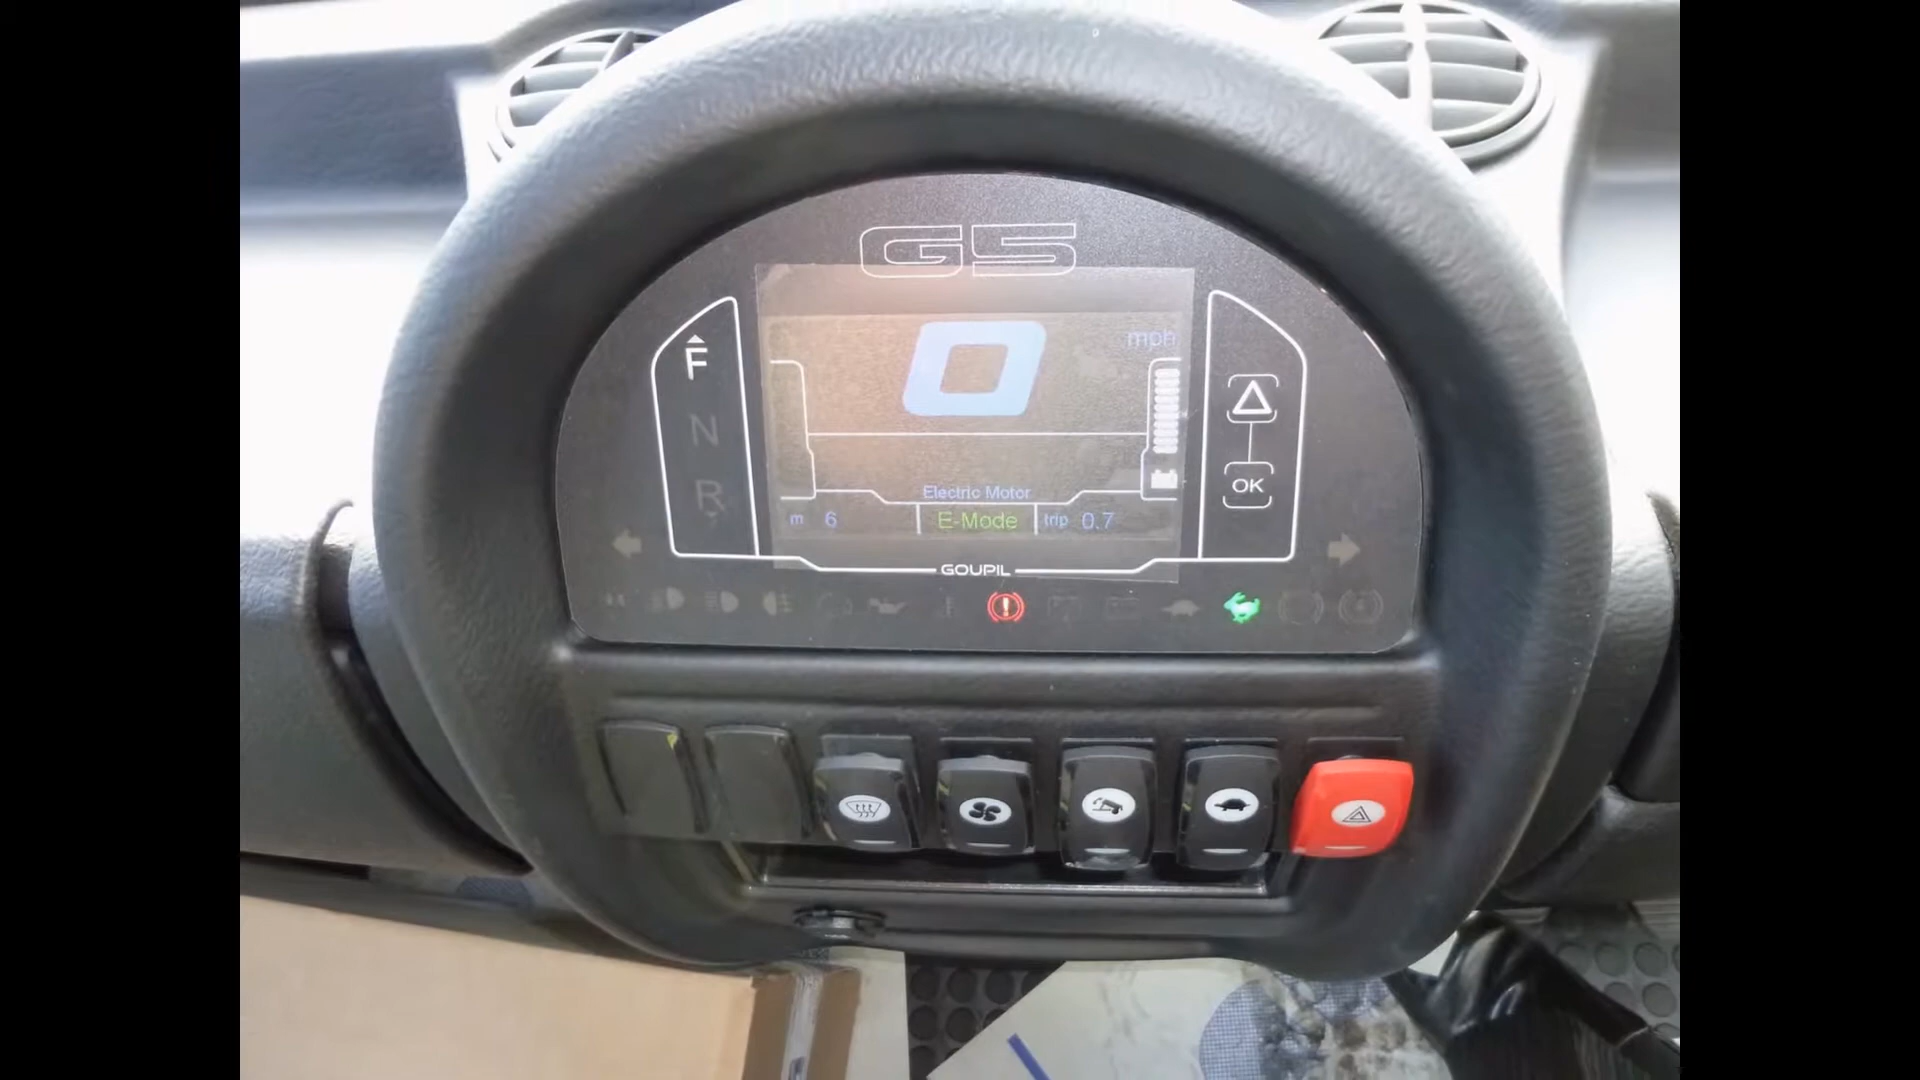 G5
F
N
R
0
mph
OK
Electric Motor
m 6
E-Mode
trip 0.7
GOUPIL